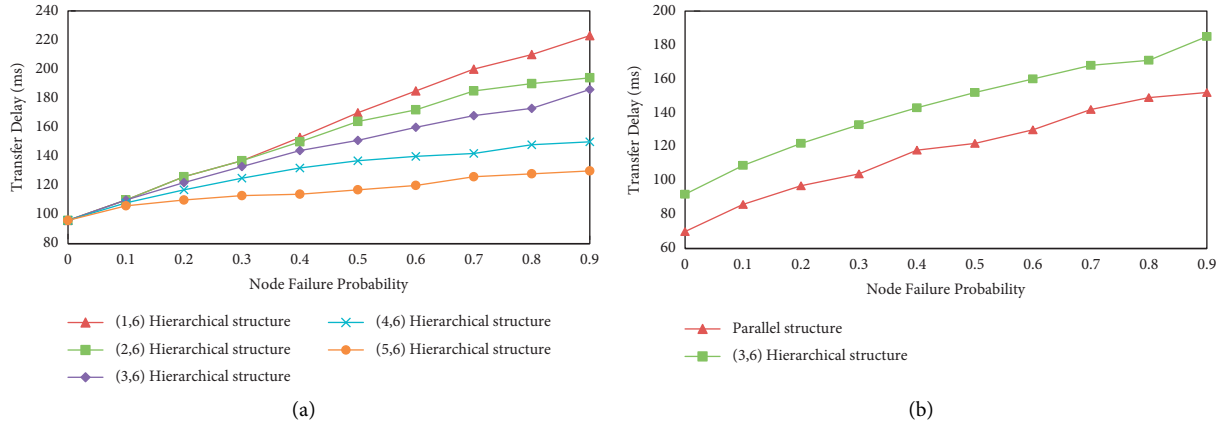 240
220
200
180
160
140
120
100
80
Transfer Delay (ms)
0 0.1 0.2 0.3 0.4 0.5 0.6 0.7 0.8 0.9
Node Failure Probability
(1,6) Hierarchical structure
(2,6) Hierarchical structure
(3,6) Hierarchical structure
(4,6) Hierarchical structure
(5,6) Hierarchical structure
(a)
180
160
140
120
100
80
60
Transfer Delay (ms)
0 0.1 0.2 0.3 0.4 0.5 0.6 0.7 0.8 0.9
Node Failure Probability
Parallel structure
(3,6) Hierarchical structure
(b)